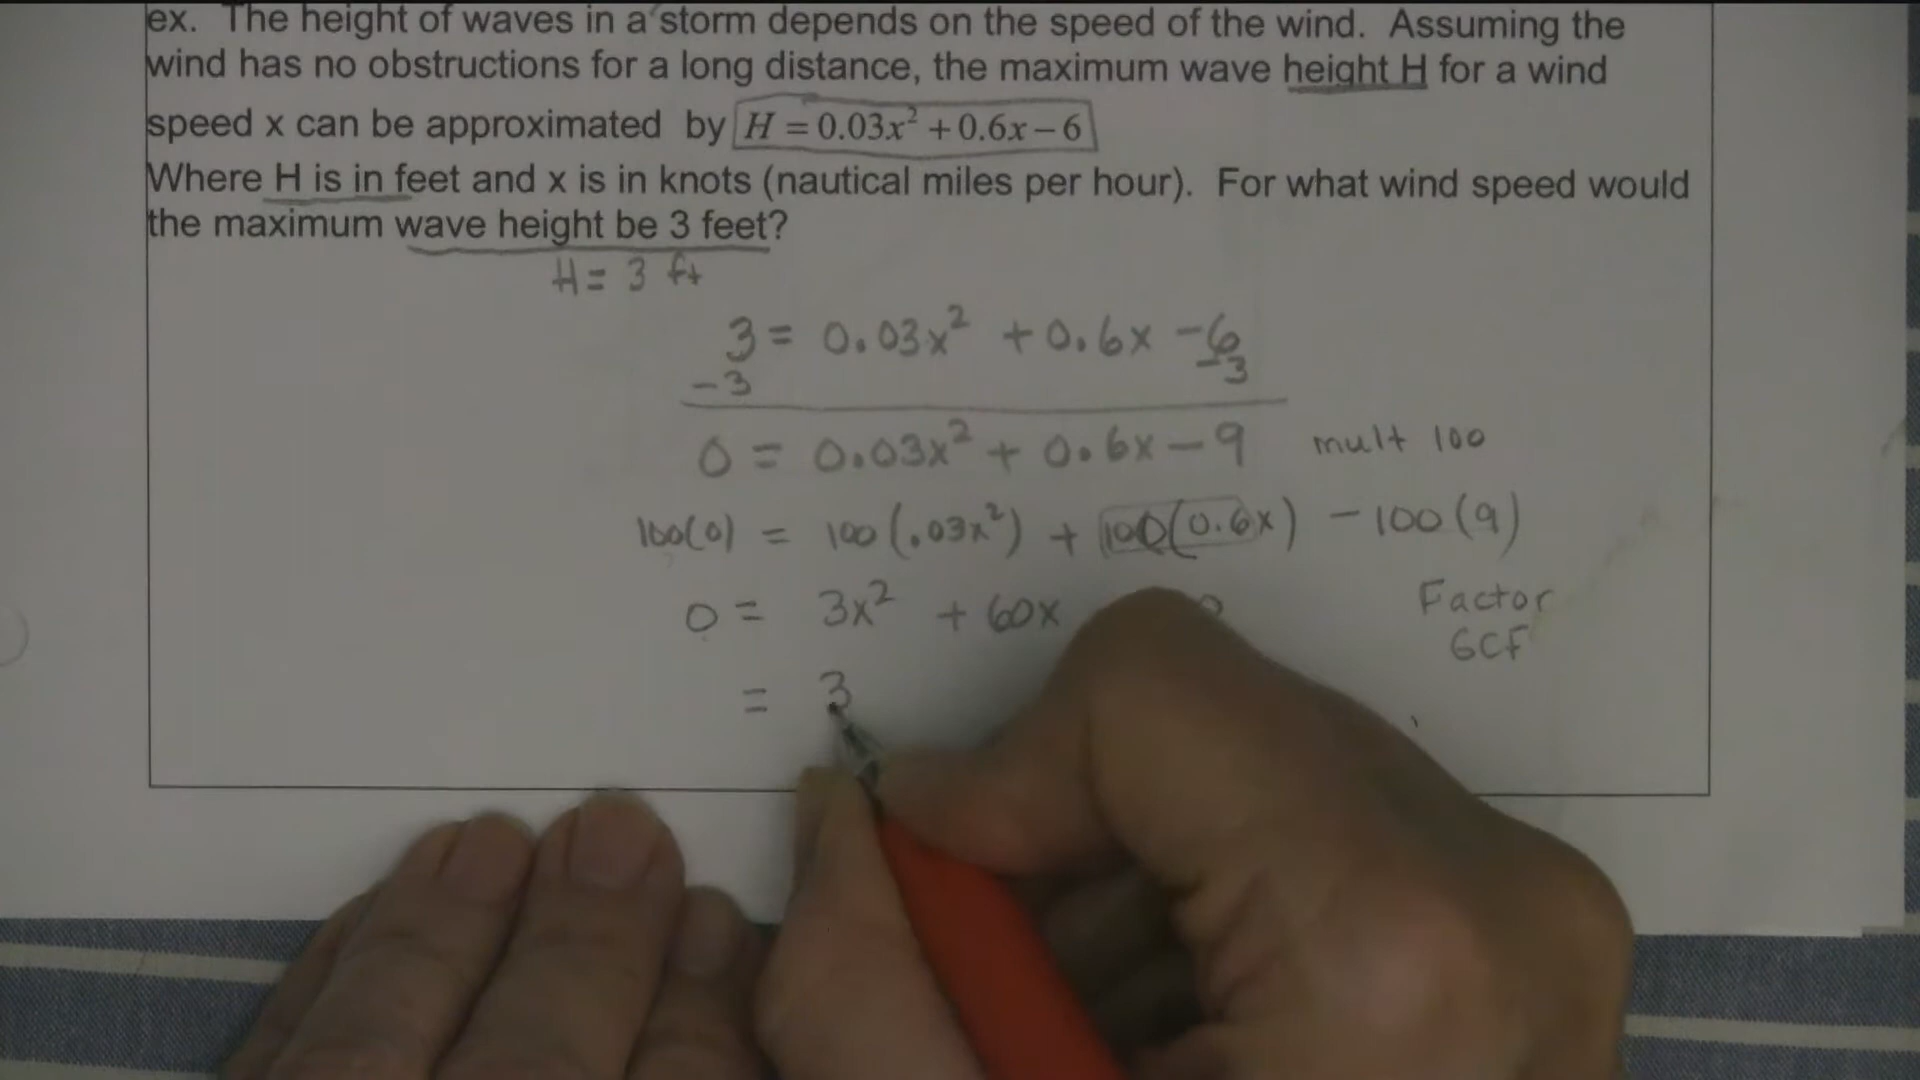 ex. The height of waves in a storm depends on the speed of the wind. Assuming the
wind has no obstructions for a long distance, the maximum wave height H for a wind
speed x can be approximated by H = 0.03x² + 0.6x – 6
Where H is in feet and x is in knots (nautical miles per hour). For what wind speed would
the maximum wave height be 3 feet?
H = 3 ft
3 = 0.03x² + 0.6x - 6
-3 -3
0 = 0.03x² + 0.6x - 9 mult 100
100(0) = 100(.03x²) + 100(0.6x) - 100(9)
0 = 3x² + 60x
Factor
GCF
= 3